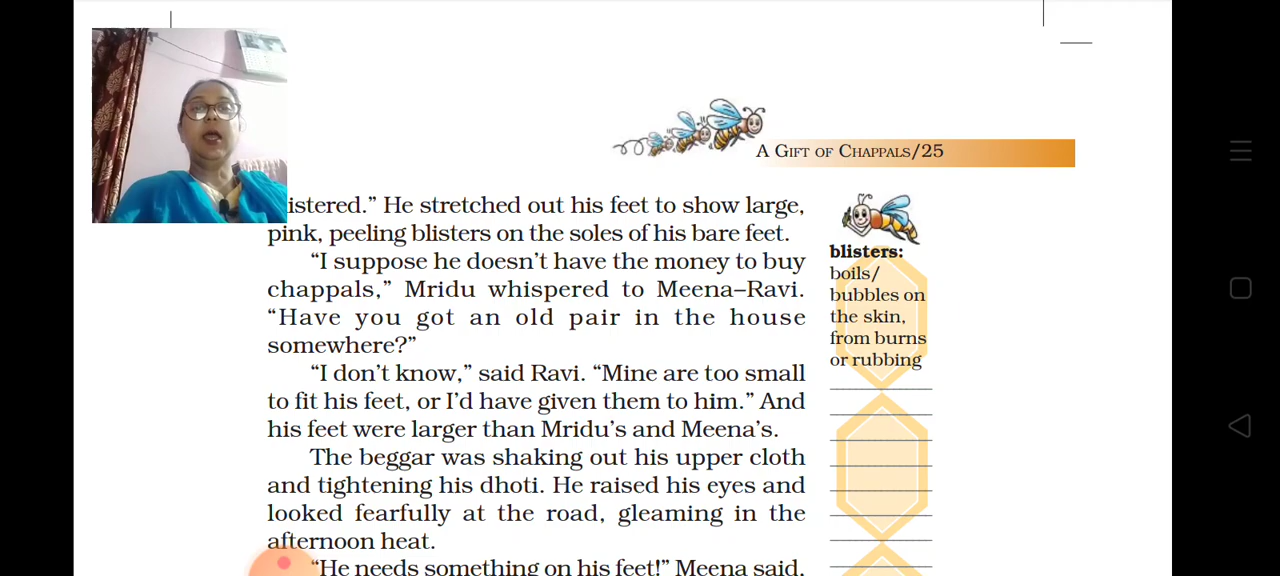 A Gift of Chappals/25
listered.” He stretched out his feet to show large,
pink, peeling blisters on the soles of his bare feet.
“I suppose he doesn’t have the money to buy
chappals,” Mridu whispered to Meena–Ravi.
“Have you got an old pair in the house
somewhere?”
“I don’t know,” said Ravi. “Mine are too small
to fit his feet, or I’d have given them to him.” And
his feet were larger than Mridu’s and Meena’s.
The beggar was shaking out his upper cloth
and tightening his dhoti. He raised his eyes and
looked fearfully at the road, gleaming in the
afternoon heat.
“He needs something on his feet!” Meena said,
blisters:
boils/
bubbles on
the skin,
from burns
or rubbing